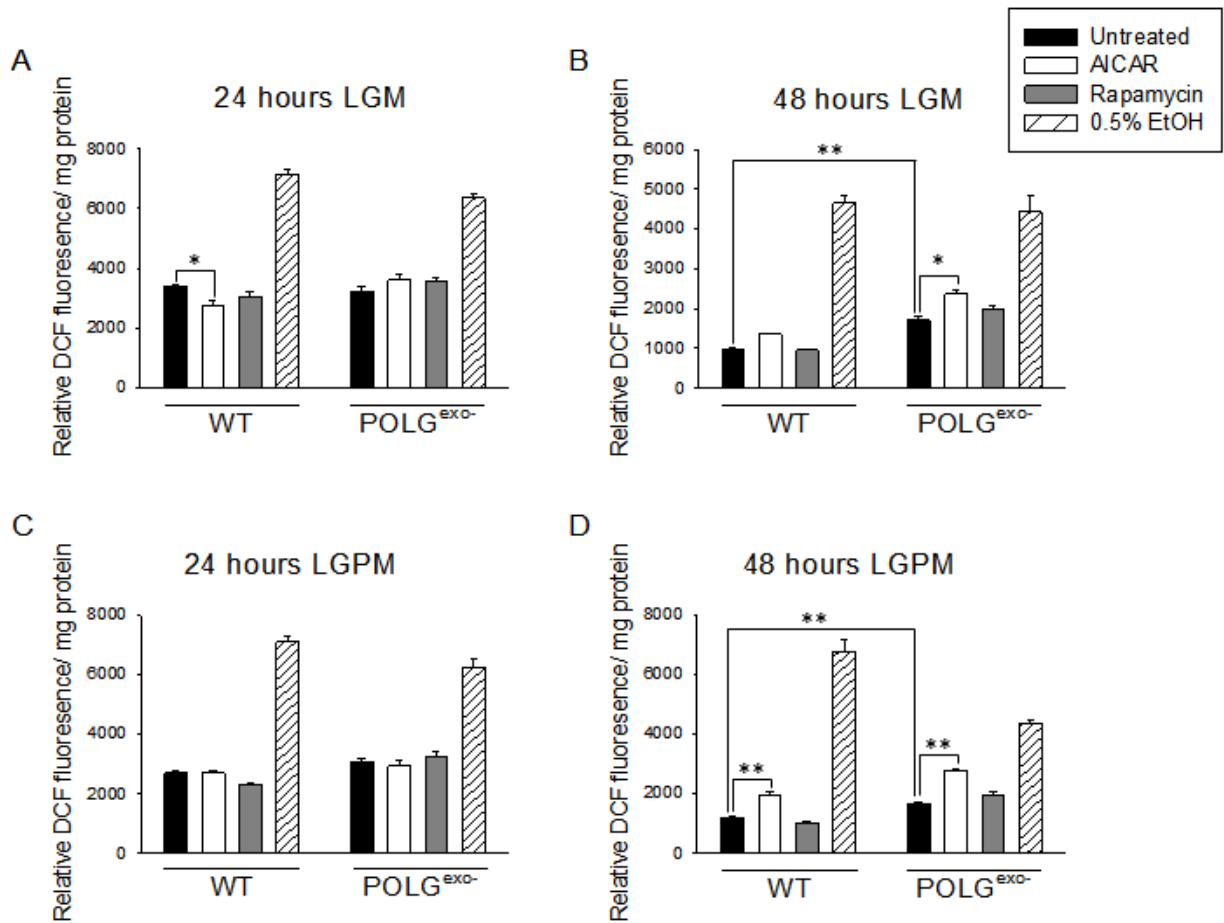 Untreated
AICAR
Rapamycin
0.5% EtOH
A
24 hours LGM
Relative DCF fluoresence/ mg protein
8000
6000
4000
2000
0
*
WT
POLGexo-
B
48 hours LGM
Relative DCF fluoresence/ mg protein
6000
5000
4000
3000
2000
1000
0
**
*
WT
POLGexo-
C
24 hours LGPM
Relative DCF fluoresence/ mg protein
8000
6000
4000
2000
0
WT
POLGexo-
D
48 hours LGPM
Relative DCF fluoresence/ mg protein
8000
6000
4000
2000
0
**
**
**
WT
POLGexo-